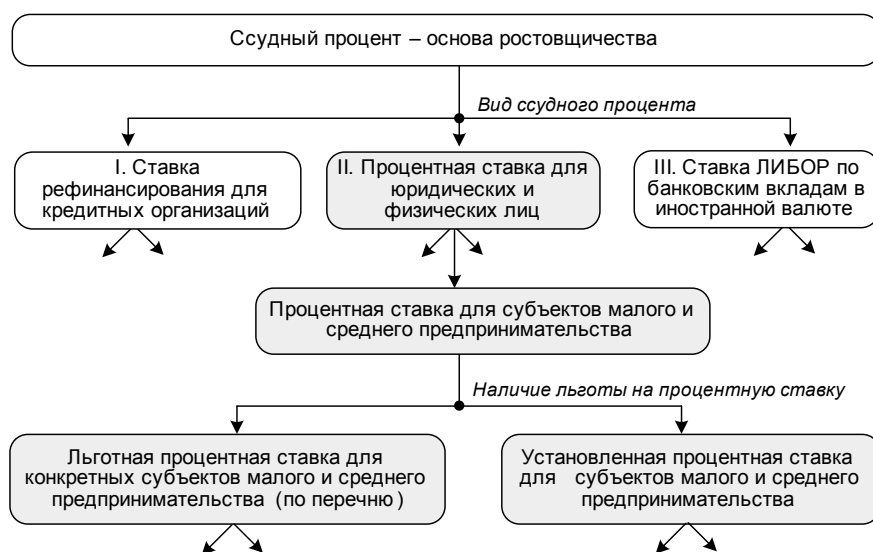 Ссудный процент – основа ростовщичества
Вид ссудного процента
I. Ставка
рефинансирования для
кредитных организаций
II. Процентная ставка для
юридических и
физических лиц
III. Ставка ЛИБОР по
банковским вкладам в
иностранной валюте
Процентная ставка для субъектов малого и
среднего предпринимательства
Наличие льготы на процентную ставку
Льготная процентная ставка для
конкретных субъектов малого и среднего
предпринимательства (по перечню)
Установленная процентная ставка
для субъектов малого и среднего
предпринимательства